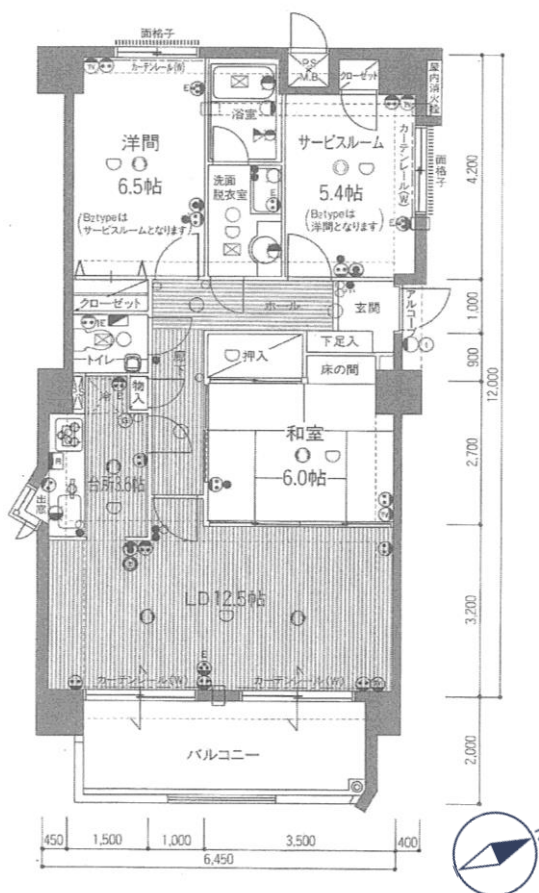 面格子
カーテンレール(W)
P.S
M.B
クローゼット
屋内消火栓
浴室
洋間
6.5帖
(B2typeは
サービスルームとなります)
洗面
脱衣室
サービスルーム
5.4帖
(B2typeは
洋間となります)
カーテンレール(W)
面格子
4,200
クローゼット
ホール
玄関
アルコーブ
1,000
トイレ
廊下
押入
下足入
床の間
900
12,000
冷
物入
和室
6.0帖
2,700
台所3.6帖
出窓
LD12.5帖
3,200
カーテンレール(W)
カーテンレール(W)
バルコニー
2,000
450
1,500
1,000
3,500
400
6,450